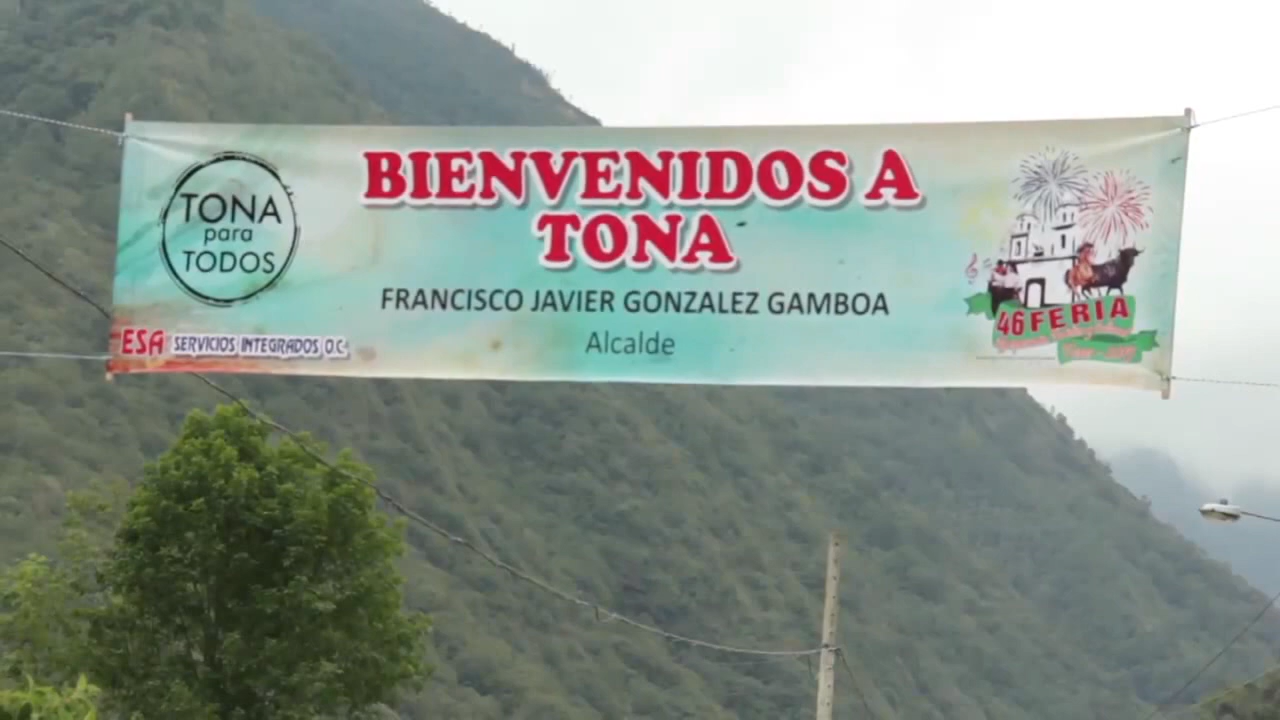 TONA
para
TODOS
BIENVENIDOS A
TONA
FRANCISCO JAVIER GONZALEZ GAMBOA
Alcalde
ESA SERVICIOS INTEGRADOS O.C.
46 FERIA